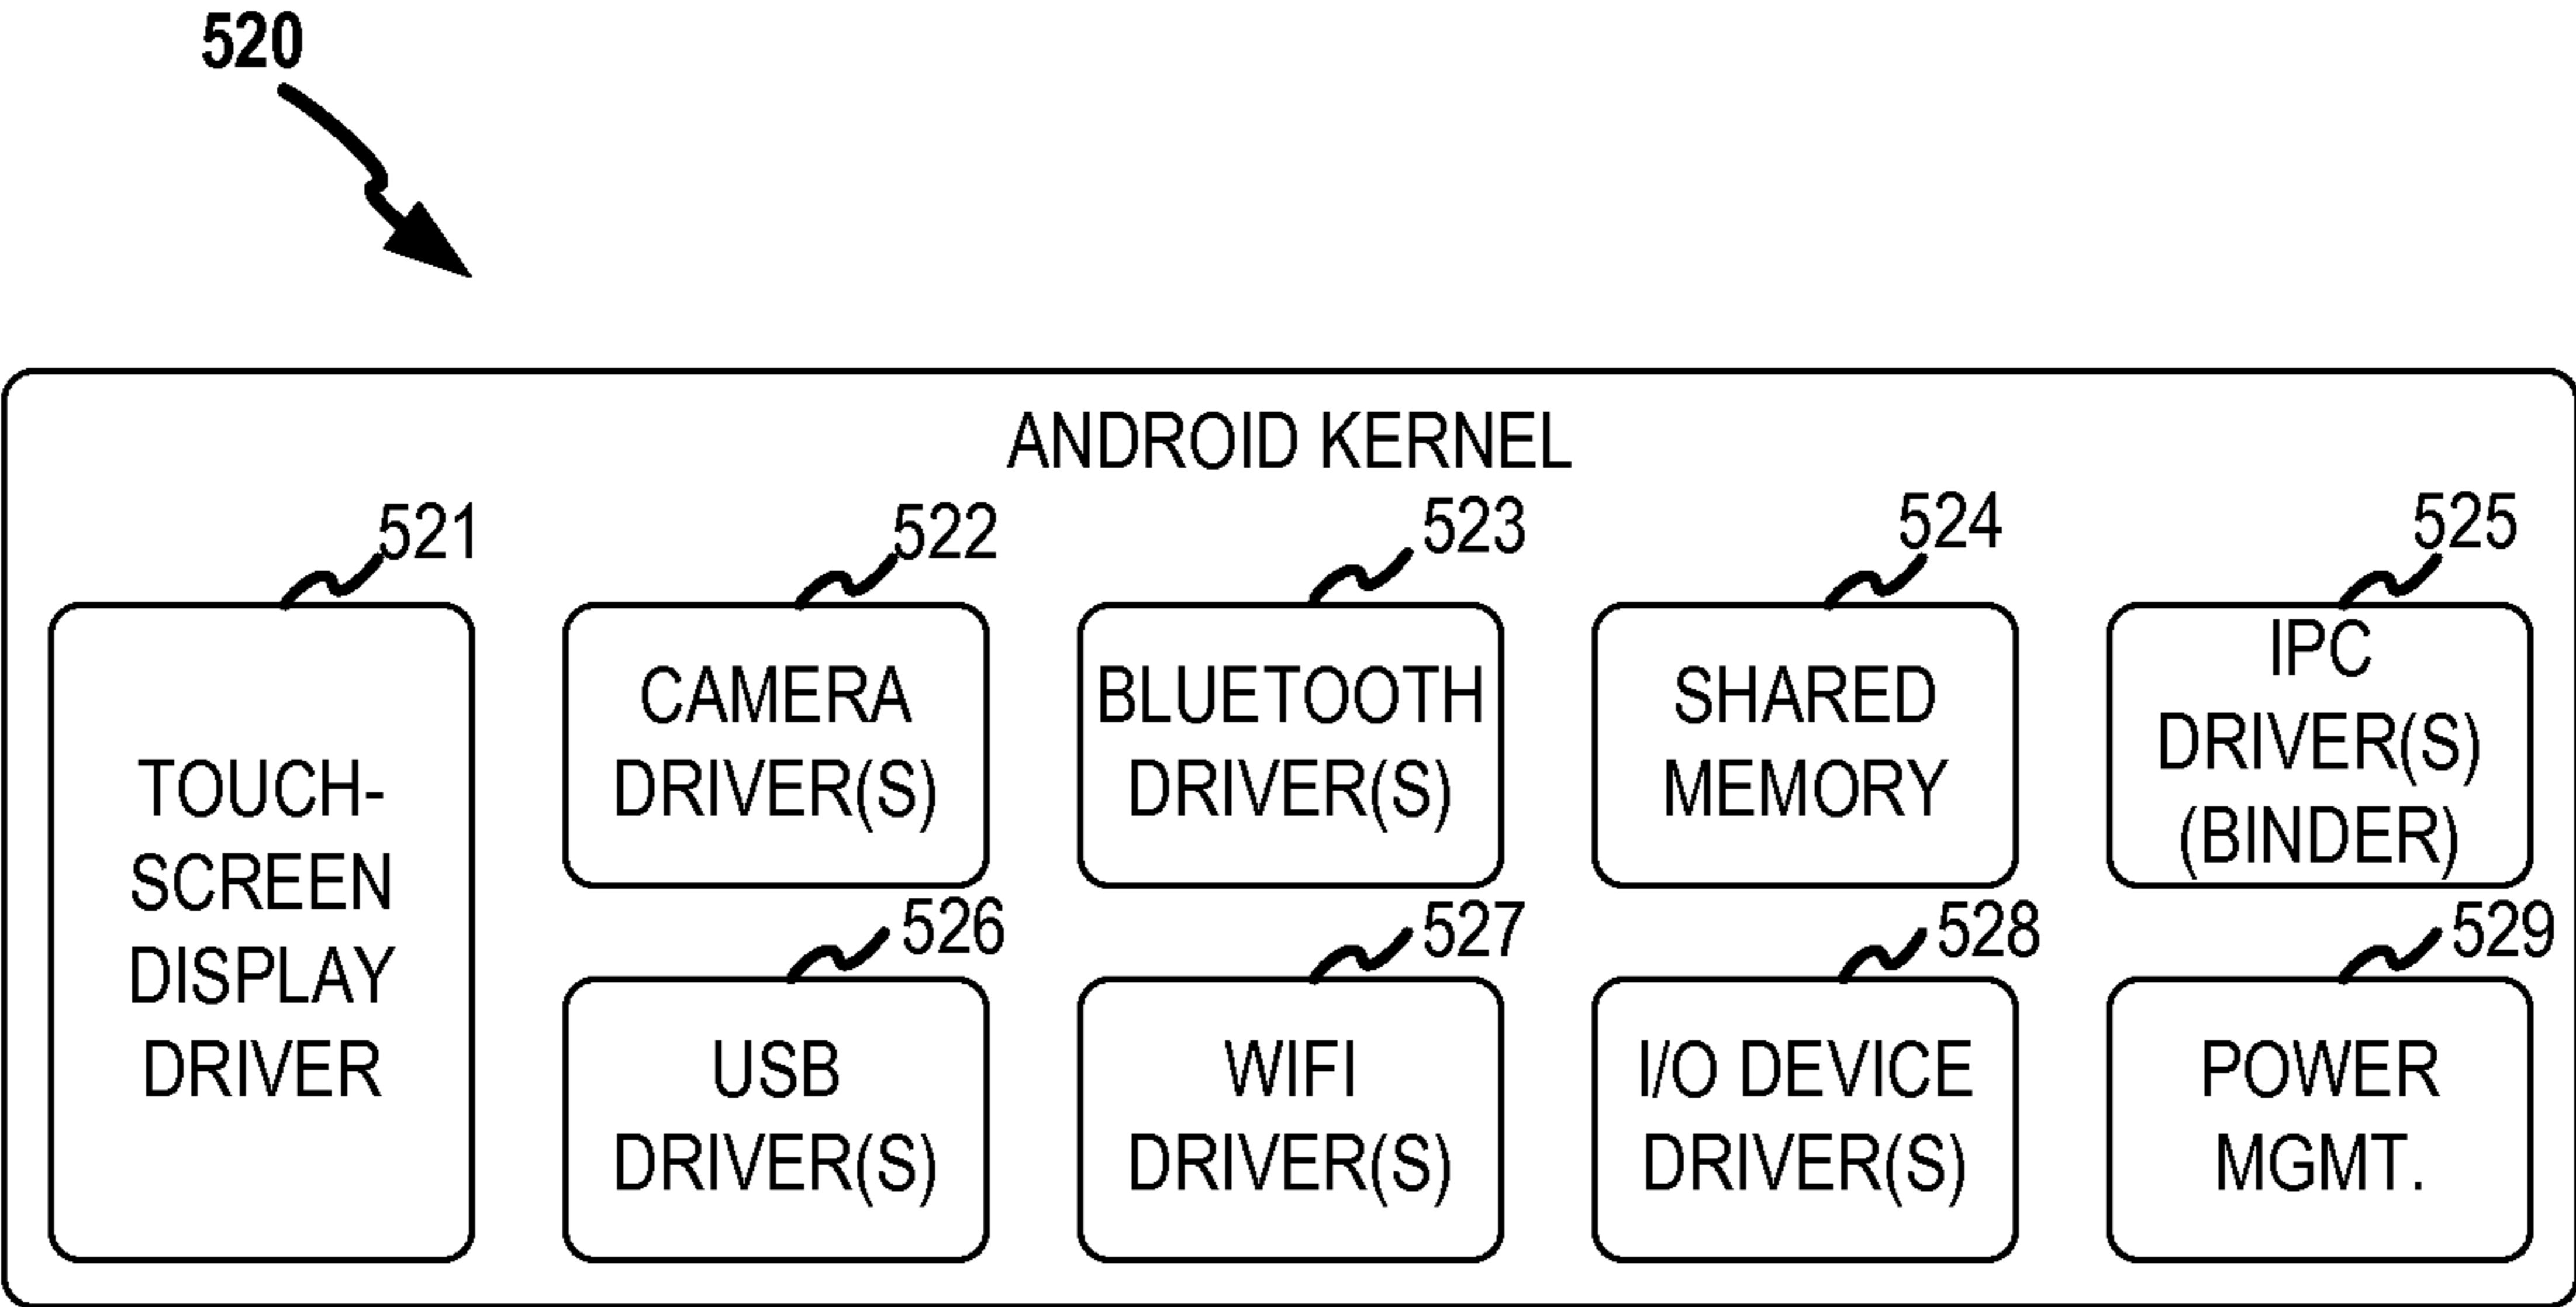 520
ANDROID KERNEL
521
TOUCH-
SCREEN
DISPLAY
DRIVER
522
CAMERA
DRIVER(S)
523
BLUETOOTH
DRIVER(S)
524
SHARED
MEMORY
525
IPC
DRIVER(S)
(BINDER)
526
USB
DRIVER(S)
527
WIFI
DRIVER(S)
528
I/O DEVICE
DRIVER(S)
529
POWER
MGMT.